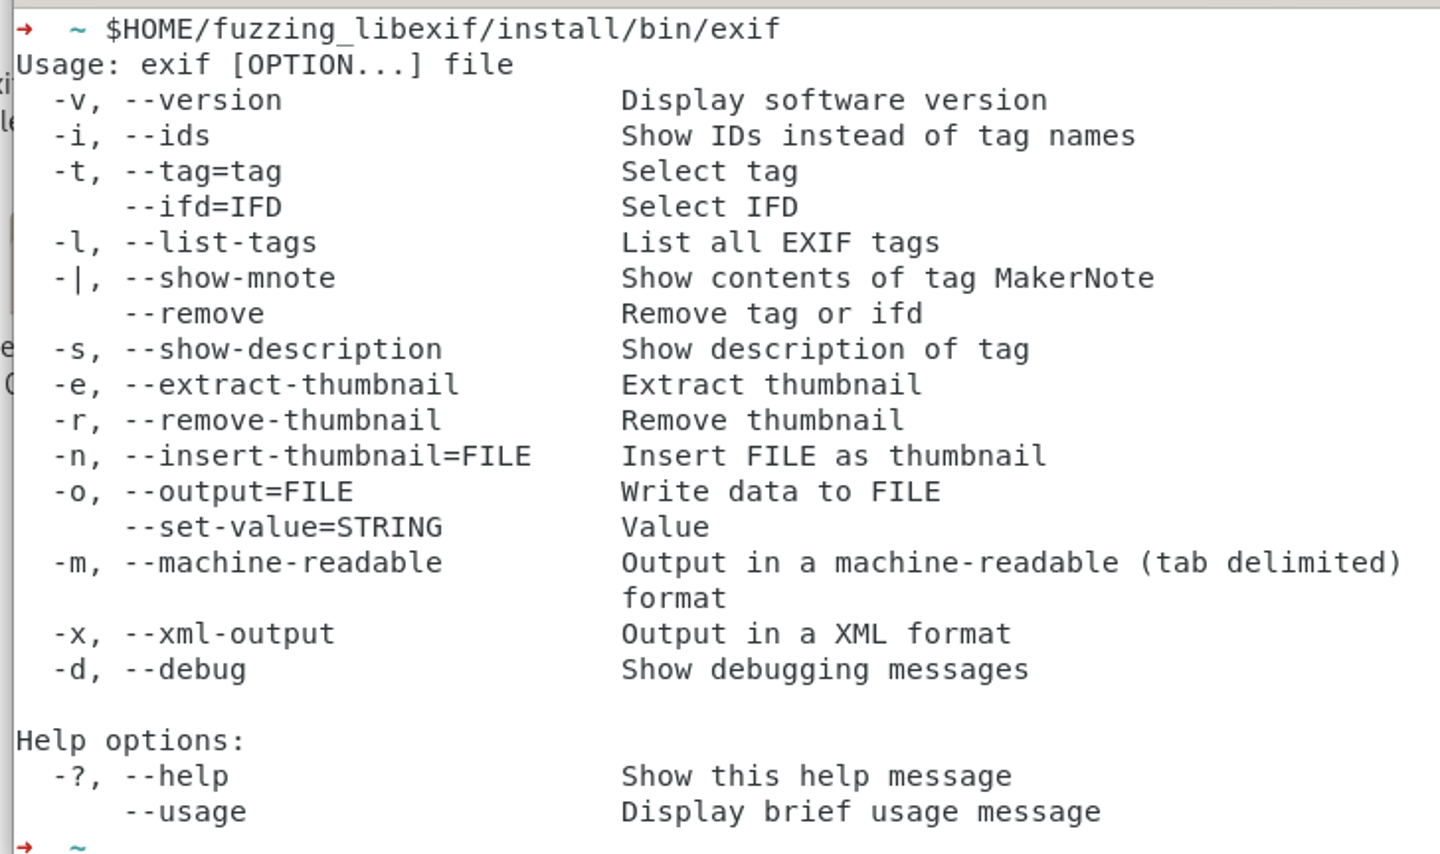 ➜  ~ $HOME/fuzzing_libexif/install/bin/exif
Usage: exif [OPTION...] file
  -v, --version                   Display software version
  -i, --ids                       Show IDs instead of tag names
  -t, --tag=tag                   Select tag
      --ifd=IFD                   Select IFD
  -l, --list-tags                 List all EXIF tags
  -|, --show-mnote                Show contents of tag MakerNote
      --remove                    Remove tag or ifd
  -s, --show-description          Show description of tag
  -e, --extract-thumbnail         Extract thumbnail
  -r, --remove-thumbnail          Remove thumbnail
  -n, --insert-thumbnail=FILE     Insert FILE as thumbnail
  -o, --output=FILE               Write data to FILE
      --set-value=STRING          Value
  -m, --machine-readable          Output in a machine-readable (tab delimited)
                                  format
  -x, --xml-output                Output in a XML format
  -d, --debug                     Show debugging messages

Help options:
  -?, --help                      Show this help message
      --usage                     Display brief usage message
➜  ~